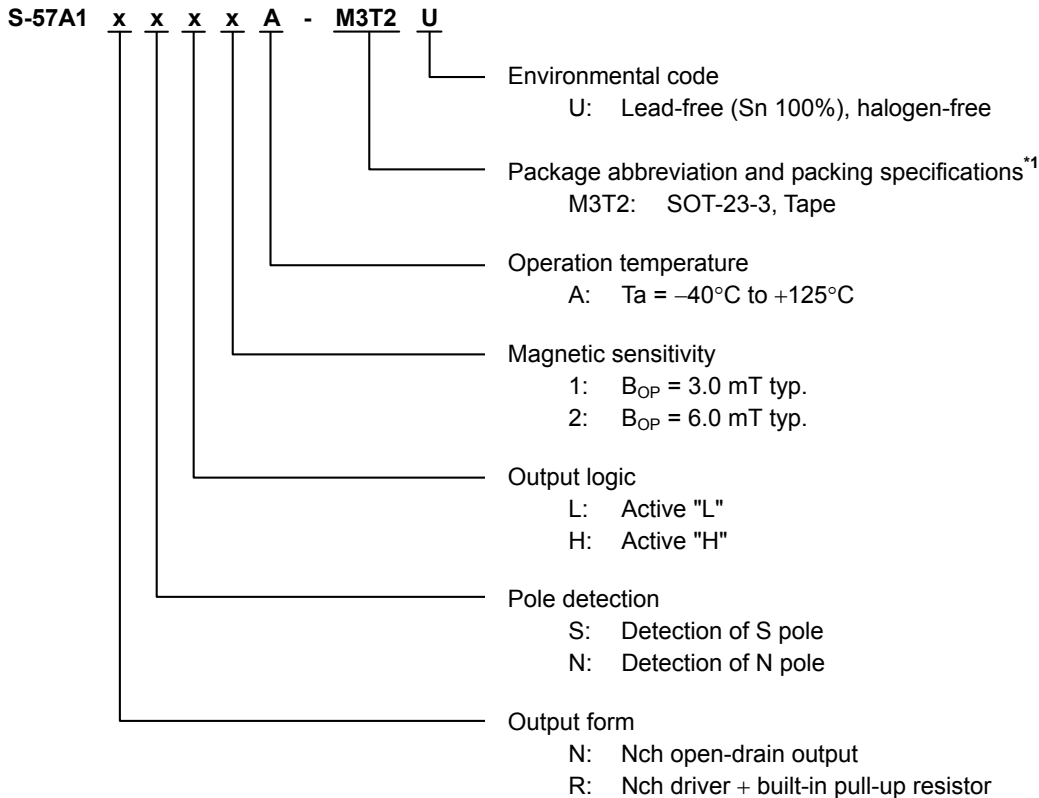 S-57A1 x x x x A - M3T2 U
Environmental code
U: Lead-free (Sn 100%), halogen-free
Package abbreviation and packing specifications*1
M3T2: SOT-23-3, Tape
Operation temperature
A: Ta = −40°C to +125°C
Magnetic sensitivity
1: BOP = 3.0 mT typ.
2: BOP = 6.0 mT typ.
Output logic
L: Active "L"
H: Active "H"
Pole detection
S: Detection of S pole
N: Detection of N pole
Output form
N: Nch open-drain output
R: Nch driver + built-in pull-up resistor